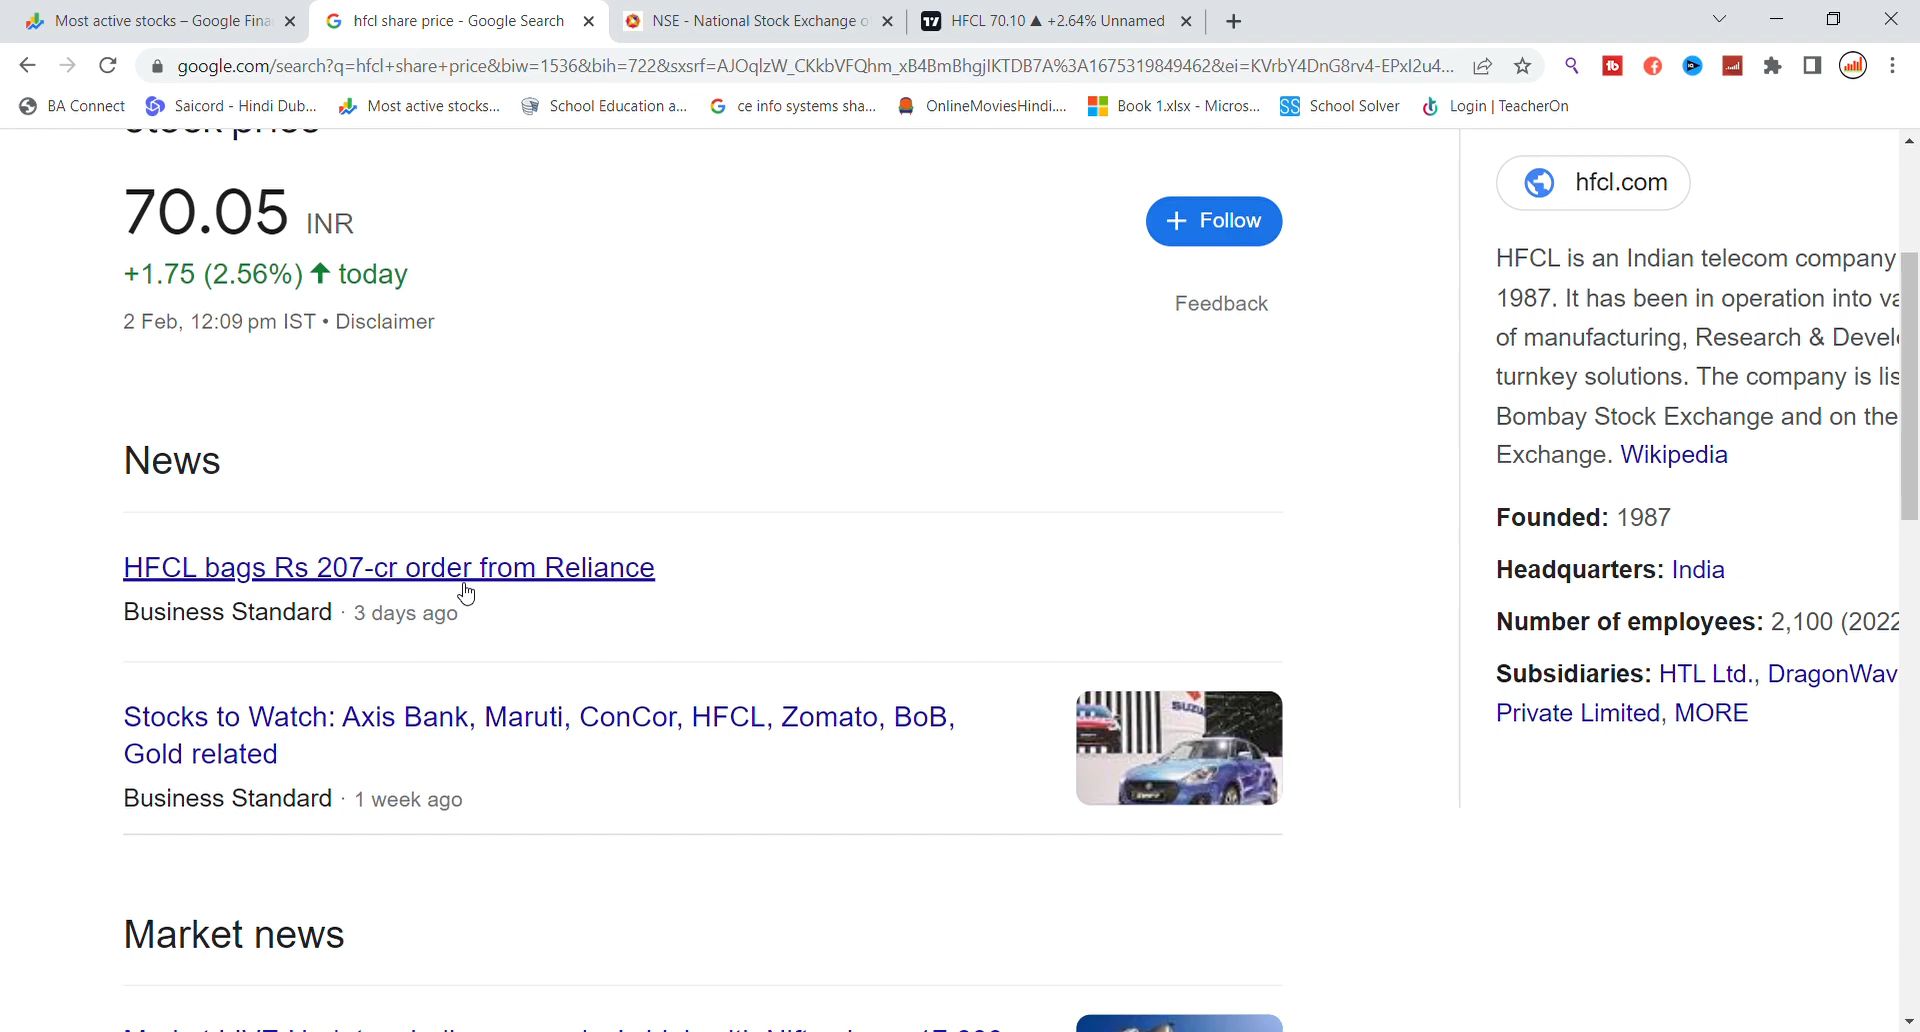 Most active stocks – Google Fina
hfcl share price - Google Search
NSE - National Stock Exchange o
HFCL 70.10 ▲ +2.64% Unnamed
google.com/search?q=hfcl+share+price&biw=1536&bih=722&sxsrf=AJOqlzW_CKkbVFQhm_xB4BmBhgjIKTDB7A%3A1675319849462&ei=KVrbY4DnG8rv4-EPxI2u4...
BA Connect
Saicord - Hindi Dub...
Most active stocks...
School Education a...
ce info systems sha...
OnlineMoviesHindi....
Book 1.xlsx - Micros...
School Solver
Login | TeacherOn
stock price
70.05 INR
+1.75 (2.56%) ↑ today
2 Feb, 12:09 pm IST • Disclaimer
+ Follow
Feedback
News
HFCL bags Rs 207-cr order from Reliance
Business Standard · 3 days ago
Stocks to Watch: Axis Bank, Maruti, ConCor, HFCL, Zomato, BoB,
Gold related
Business Standard · 1 week ago
SUZU
Market news
hfcl.com
HFCL is an Indian telecom company
1987. It has been in operation into va
of manufacturing, Research & Devel
turnkey solutions. The company is lis
Bombay Stock Exchange and on the
Exchange. Wikipedia
Founded: 1987
Headquarters: India
Number of employees: 2,100 (2022
Subsidiaries: HTL Ltd., DragonWav
Private Limited, MORE